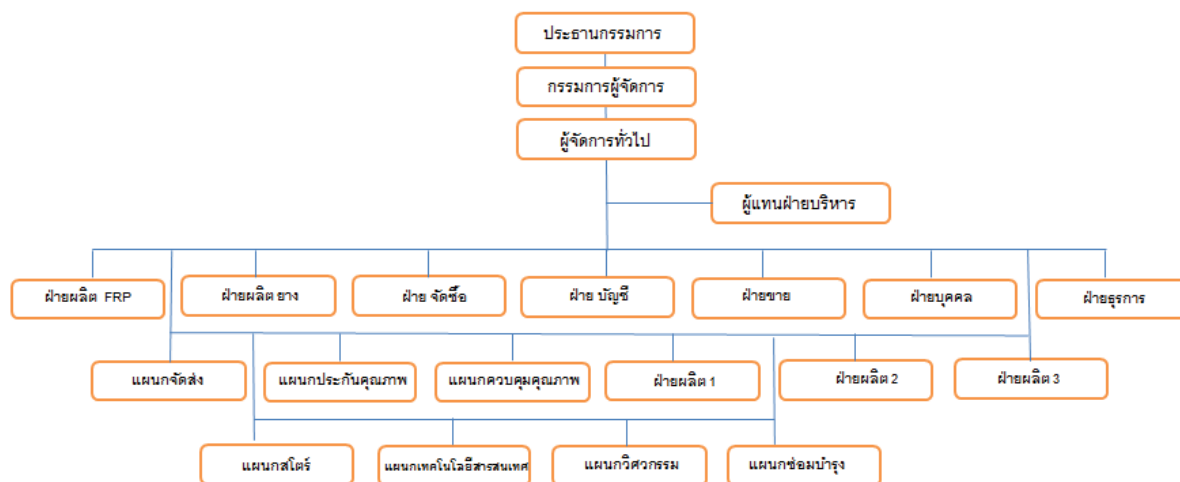 ประธานกรรมการ
กรรมการผู้จัดการ
ผู้จัดการทั่วไป
ผู้แทนฝ่ายบริหาร
ฝ่ายผลิต FRP
ฝ่ายผลิต ยาง
ฝ่าย จัดซื้อ
ฝ่าย บัญชี
ฝ่ายขาย
ฝ่ายบุคคล
ฝ่ายธุรการ
แผนกจัดส่ง
แผนกประกันคุณภาพ
แผนกควบคุมคุณภาพ
ฝ่ายผลิต 1
ฝ่ายผลิต 2
ฝ่ายผลิต 3
แผนกสโตร์
แผนกเทคโนโลยีสารสนเทศ
แผนกวิศวกรรม
แผนกซ่อมบำรุง